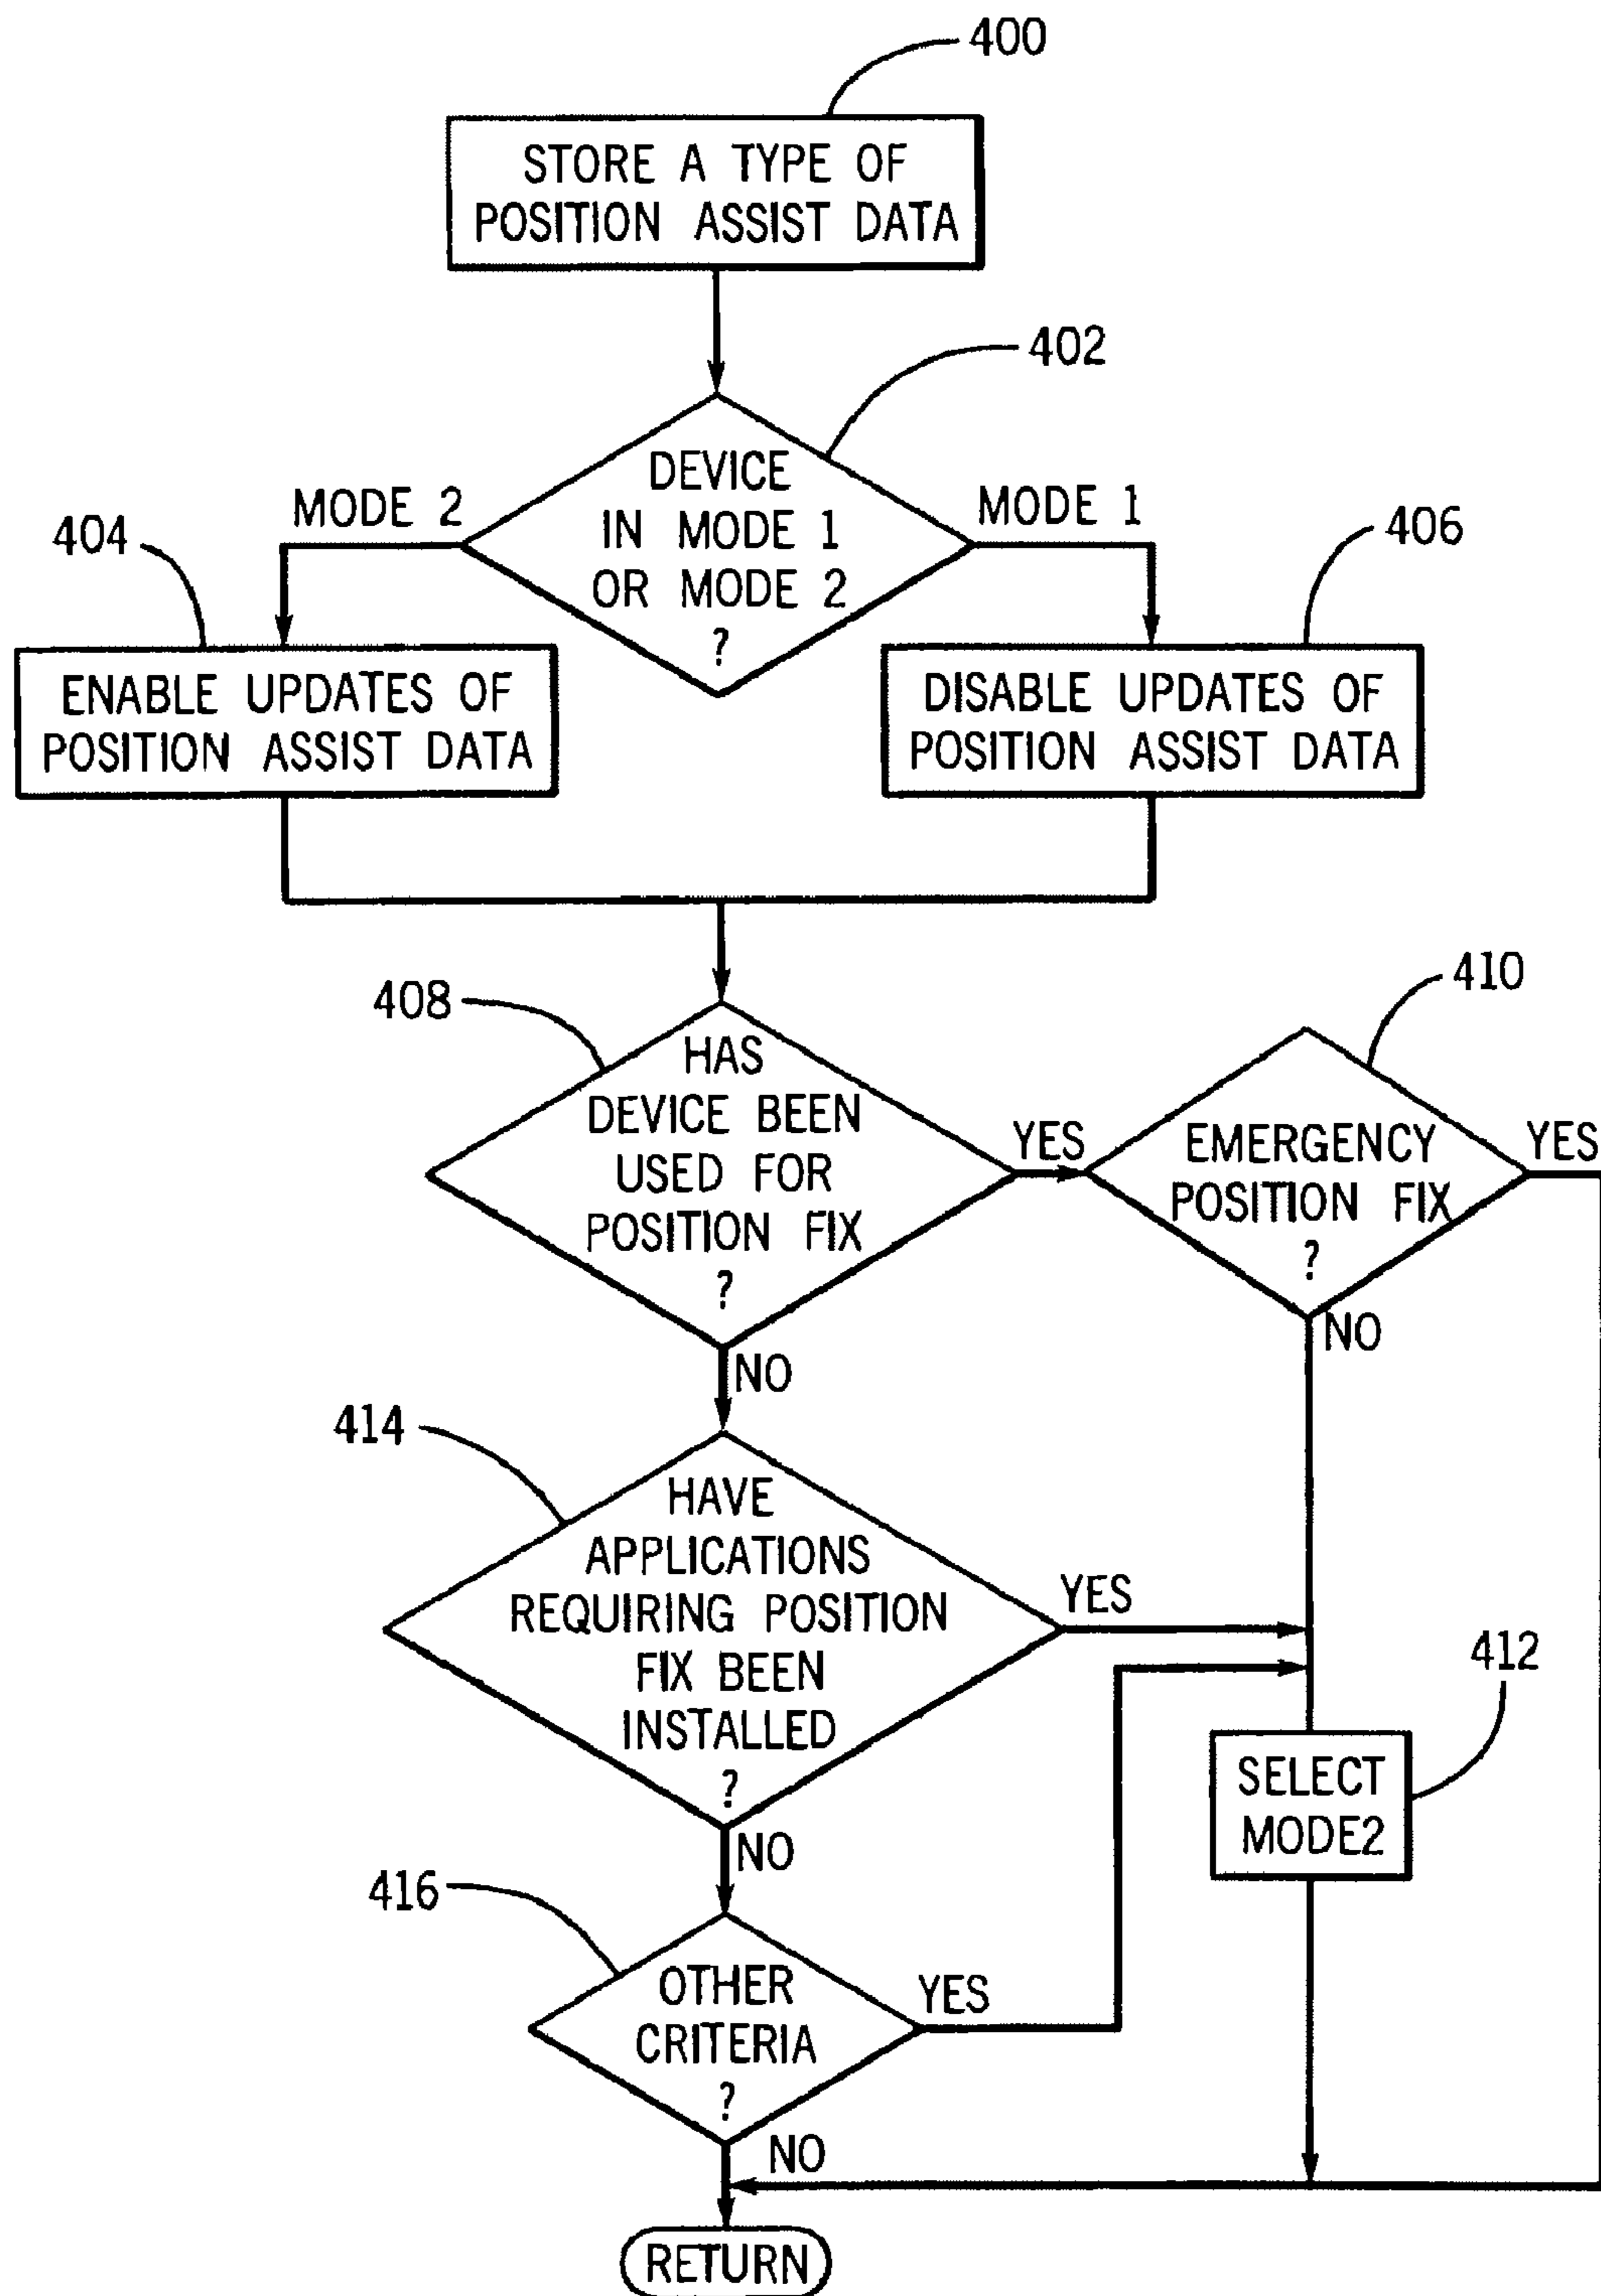 400
STORE A TYPE OF
POSITION ASSIST DATA
402
DEVICE
IN MODE 1
OR MODE 2
?
MODE 2
MODE 1
404
406
ENABLE UPDATES OF
POSITION ASSIST DATA
DISABLE UPDATES OF
POSITION ASSIST DATA
408
HAS
DEVICE BEEN
USED FOR
POSITION FIX
?
YES
410
EMERGENCY
POSITION FIX
?
YES
NO
NO
414
HAVE
APPLICATIONS
REQUIRING POSITION
FIX BEEN
INSTALLED
?
YES
412
SELECT
MODE2
NO
416
OTHER
CRITERIA
?
YES
NO
RETURN